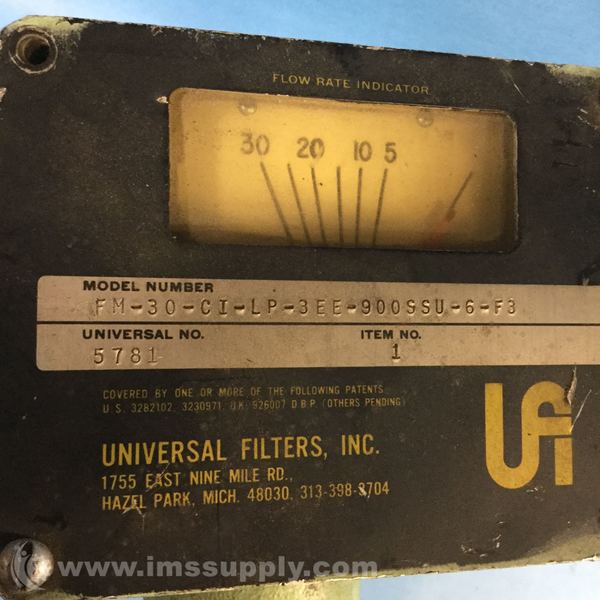 FLOW RATE INDICATOR
30 20 10 5
MODEL NUMBER
FM-30-CI-LP-3EE-900SSU-6-F3
UNIVERSAL NO. ITEM NO.
5781 1
COVERED BY ONE OR MORE OF THE FOLLOWING PATENTS
U.S. 3282102, 3230971, U.K. 926007 D.B.P. (OTHERS PENDING)
UFI
UNIVERSAL FILTERS, INC.
1755 EAST NINE MILE RD.,
HAZEL PARK, MICH. 48030, 313-398-8704
www.imssupply.com